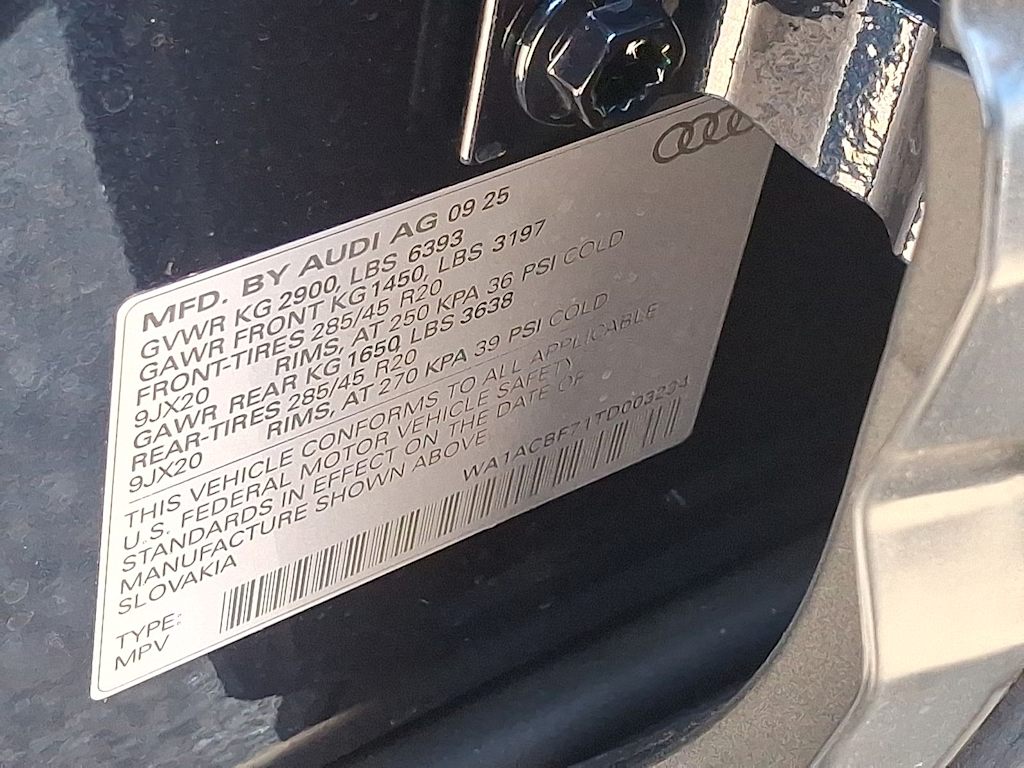 MFD. BY AUDI AG 09 25
GVWR KG 2900, LBS 6393
GAWR FRONT KG 1450, LBS 3197
FRONT-TIRES 285/45 R20
9JX20 RIMS, AT 250 KPA 36 PSI COLD
GAWR REAR KG 1650, LBS 3638
REAR-TIRES 285/45 R20
9JX20 RIMS, AT 270 KPA 39 PSI COLD
THIS VEHICLE CONFORMS TO ALL APPLICABLE
U.S. FEDERAL MOTOR VEHICLE SAFETY
STANDARDS IN EFFECT ON THE DATE OF
MANUFACTURE SHOWN ABOVE
SLOVAKIA
WA1ACBF71TD003234
TYPE:
MPV